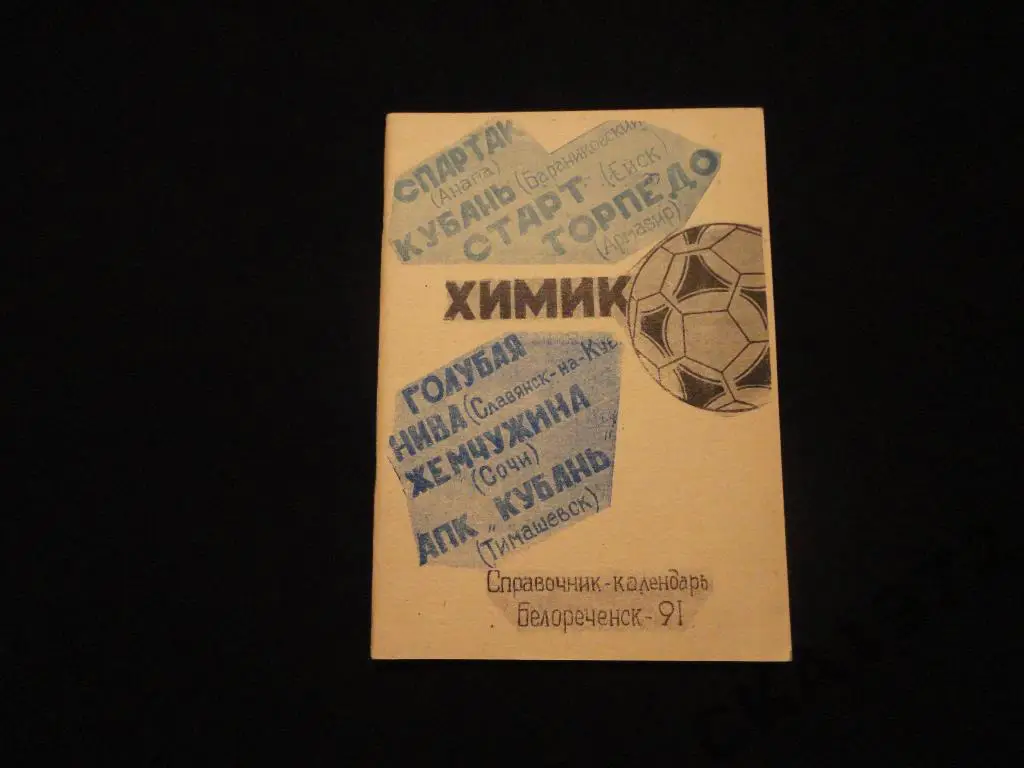 СПАРТАК
(Анапа)
КУБАНЬ (Бараниковский)
СТАРТ (Ейск)
ТОРПЕДО
(Армавир)
ХИМИК
ГОЛУБАЯ
НИВА (Славянск-на-Ку
ЖЕМЧУЖИНА
(Сочи)
АПК „КУБАНЬ"
(Тимашевск)
Справочник-календарь
Белореченск-91